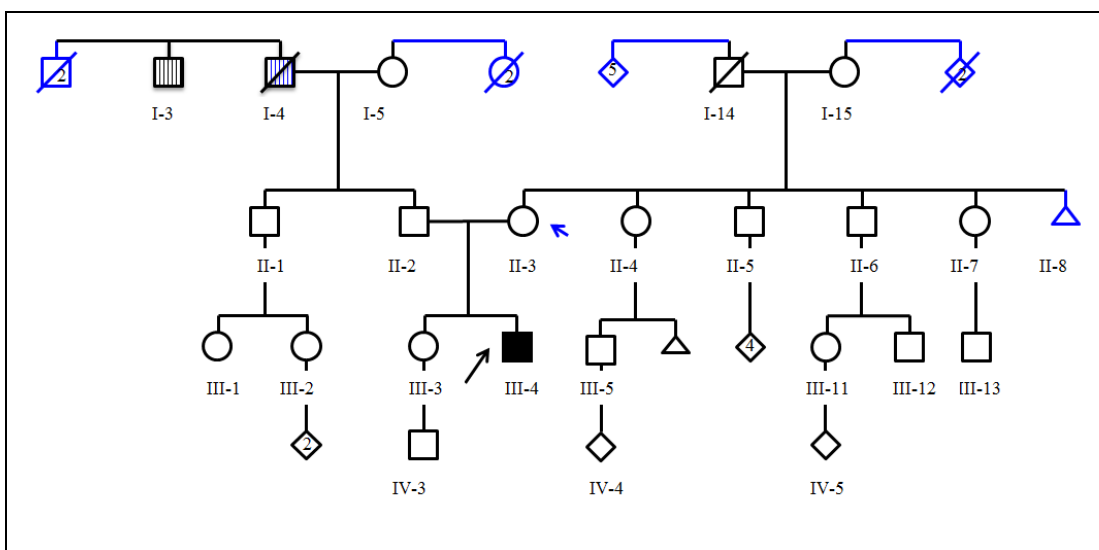 2 2 5 2
I-3 I-4 I-5 I-14 I-15
II-1 II-2 II-3 II-4 II-5 II-6 II-7 II-8
4
III-1 III-2 III-3 III-4 III-5 III-11 III-12 III-13
2
IV-3 IV-4 IV-5